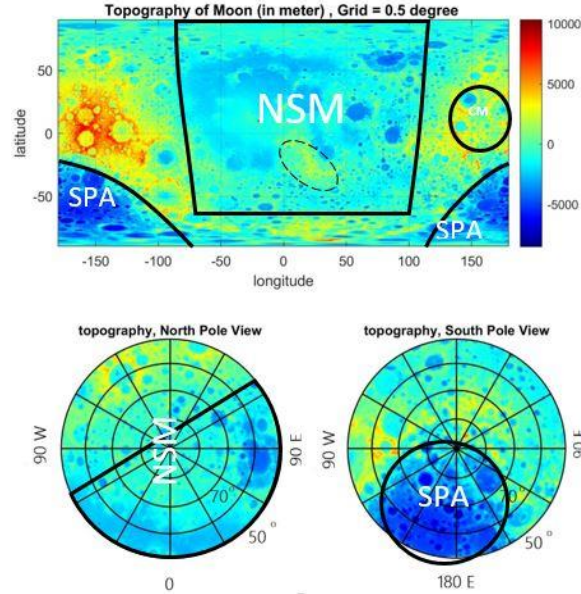 Topography of Moon (in meter) , Grid = 0.5 degree
10000
5000
0
-5000
50
0
-50
latitude
NSM
CM
SPA
SPA
-150 -100 -50 0 50 100 150
longitude
topography, North Pole View
topography, South Pole View
90 W
NSM
90 E
70°
50 °
0
90 W
SPA
90 E
50 °
180 E